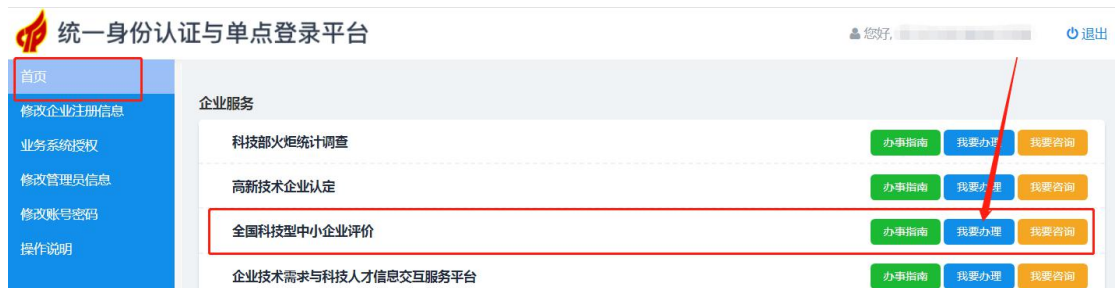 统一身份认证与单点登录平台
您好,
退出
首页
修改企业注册信息
业务系统授权
修改管理员信息
修改账号密码
操作说明
企业服务
科技部火炬统计调查 办事指南 我要办理 我要咨询
高新技术企业认定 办事指南 我要办理 我要咨询
全国科技型中小企业评价 办事指南 我要办理 我要咨询
企业技术需求与科技人才信息交互服务平台 办事指南 我要办理 我要咨询